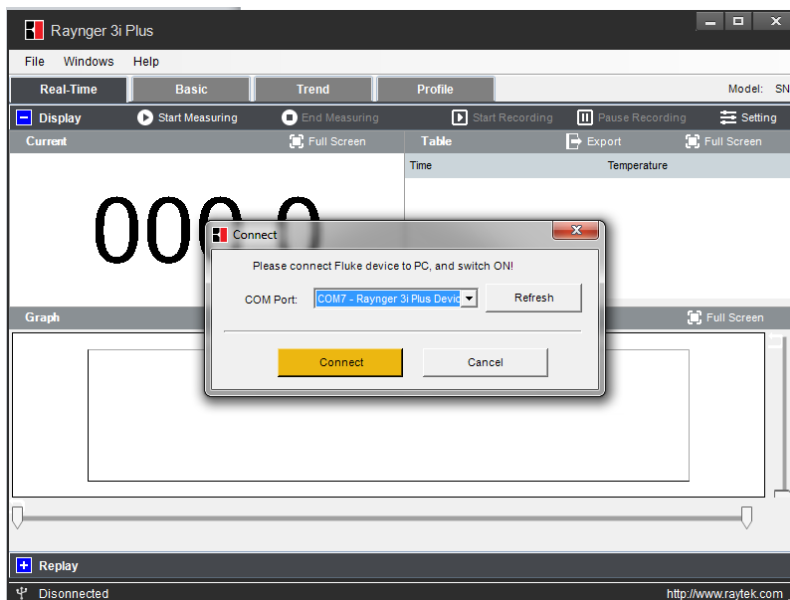 Raynger 3i Plus
File Windows Help
Real-Time Basic Trend Profile Model: SN
Display Start Measuring End Measuring Start Recording Pause Recording Setting
Current Full Screen Table Export Full Screen
Time Temperature
000.0
Connect
Please connect Fluke device to PC, and switch ON!
COM Port: COM7 - Raynger 3i Plus Devic Refresh
Connect Cancel
Graph Full Screen
Replay
Disconnected http://www.raytek.com